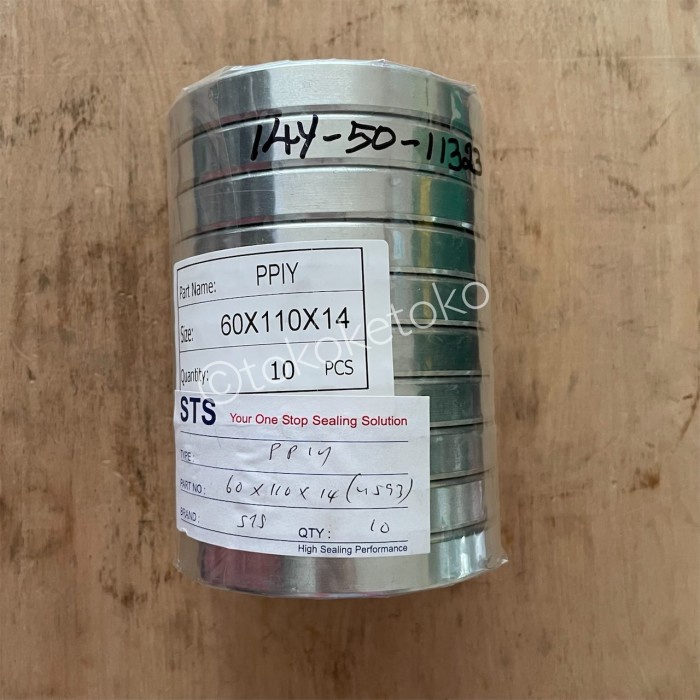 14Y-50-11323
Part Name: PPIY
Size: 60X110X14
Quantity: 10 PCS
©tokoketoko
STS Your One Stop Sealing Solution
TYPE: PPIY
PART NO: 60 x 110 x 14 (4593)
BRAND: STS QTY: 10
High Sealing Performance